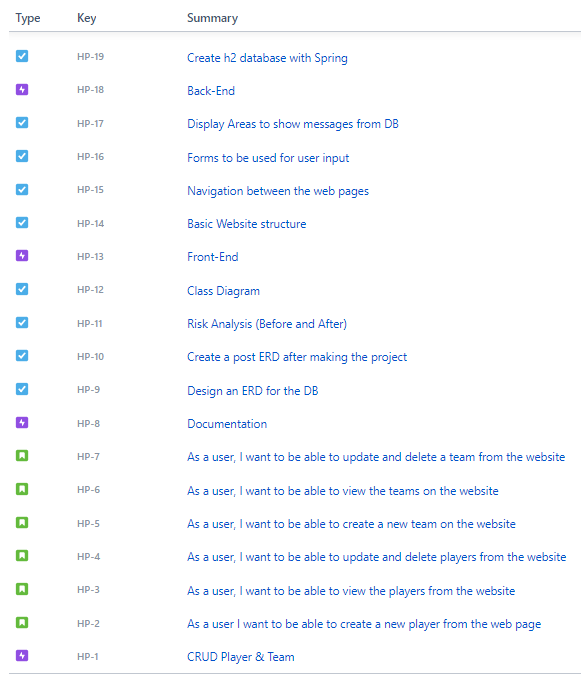 Type Key Summary
HP-19 Create h2 database with Spring
HP-18 Back-End
HP-17 Display Areas to show messages from DB
HP-16 Forms to be used for user input
HP-15 Navigation between the web pages
HP-14 Basic Website structure
HP-13 Front-End
HP-12 Class Diagram
HP-11 Risk Analysis (Before and After)
HP-10 Create a post ERD after making the project
HP-9 Design an ERD for the DB
HP-8 Documentation
HP-7 As a user, I want to be able to update and delete a team from the website
HP-6 As a user, I want to be able to view the teams on the website
HP-5 As a user, I want to be able to create a new team on the website
HP-4 As a user, I want to be able to update and delete players from the website
HP-3 As a user, I want to be able to view the players from the website
HP-2 As a user I want to be able to create a new player from the web page
HP-1 CRUD Player & Team